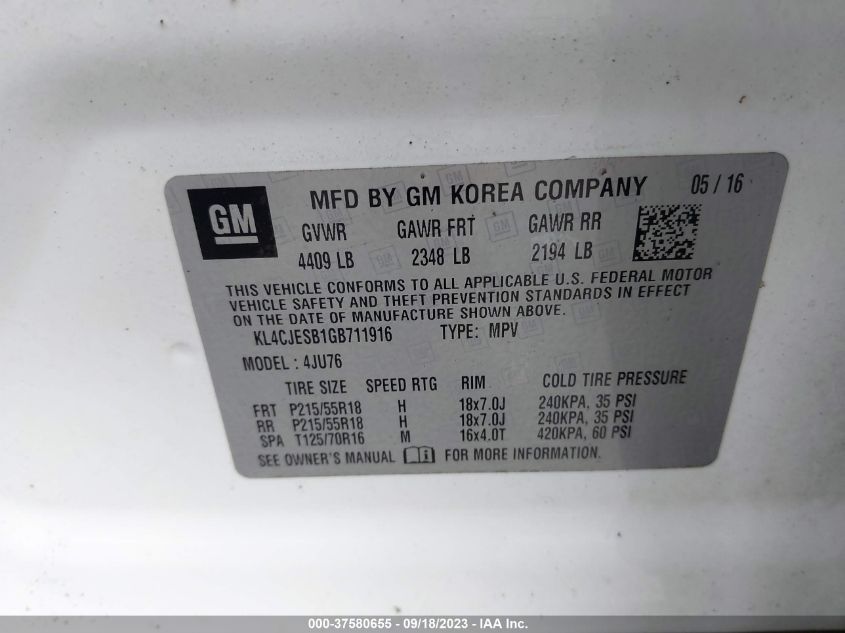 GM
MFD BY GM KOREA COMPANY 05 / 16
GVWR GAWR FRT GAWR RR
4409 LB 2348 LB 2194 LB
THIS VEHICLE CONFORMS TO ALL APPLICABLE U.S. FEDERAL MOTOR
VEHICLE SAFETY AND THEFT PREVENTION STANDARDS IN EFFECT
ON THE DATE OF MANUFACTURE SHOWN ABOVE.
KL4CJESB1GB711916 TYPE: MPV
MODEL : 4JU76
TIRE SIZE SPEED RTG RIM COLD TIRE PRESSURE
FRT P215/55R18 H 18x7.0J 240KPA, 35 PSI
RR P215/55R18 H 18x7.0J 240KPA, 35 PSI
SPA T125/70R16 M 16x4.0T 420KPA, 60 PSI
SEE OWNER'S MANUAL i FOR MORE INFORMATION.
000-37580655 - 09/18/2023 - IAA Inc.